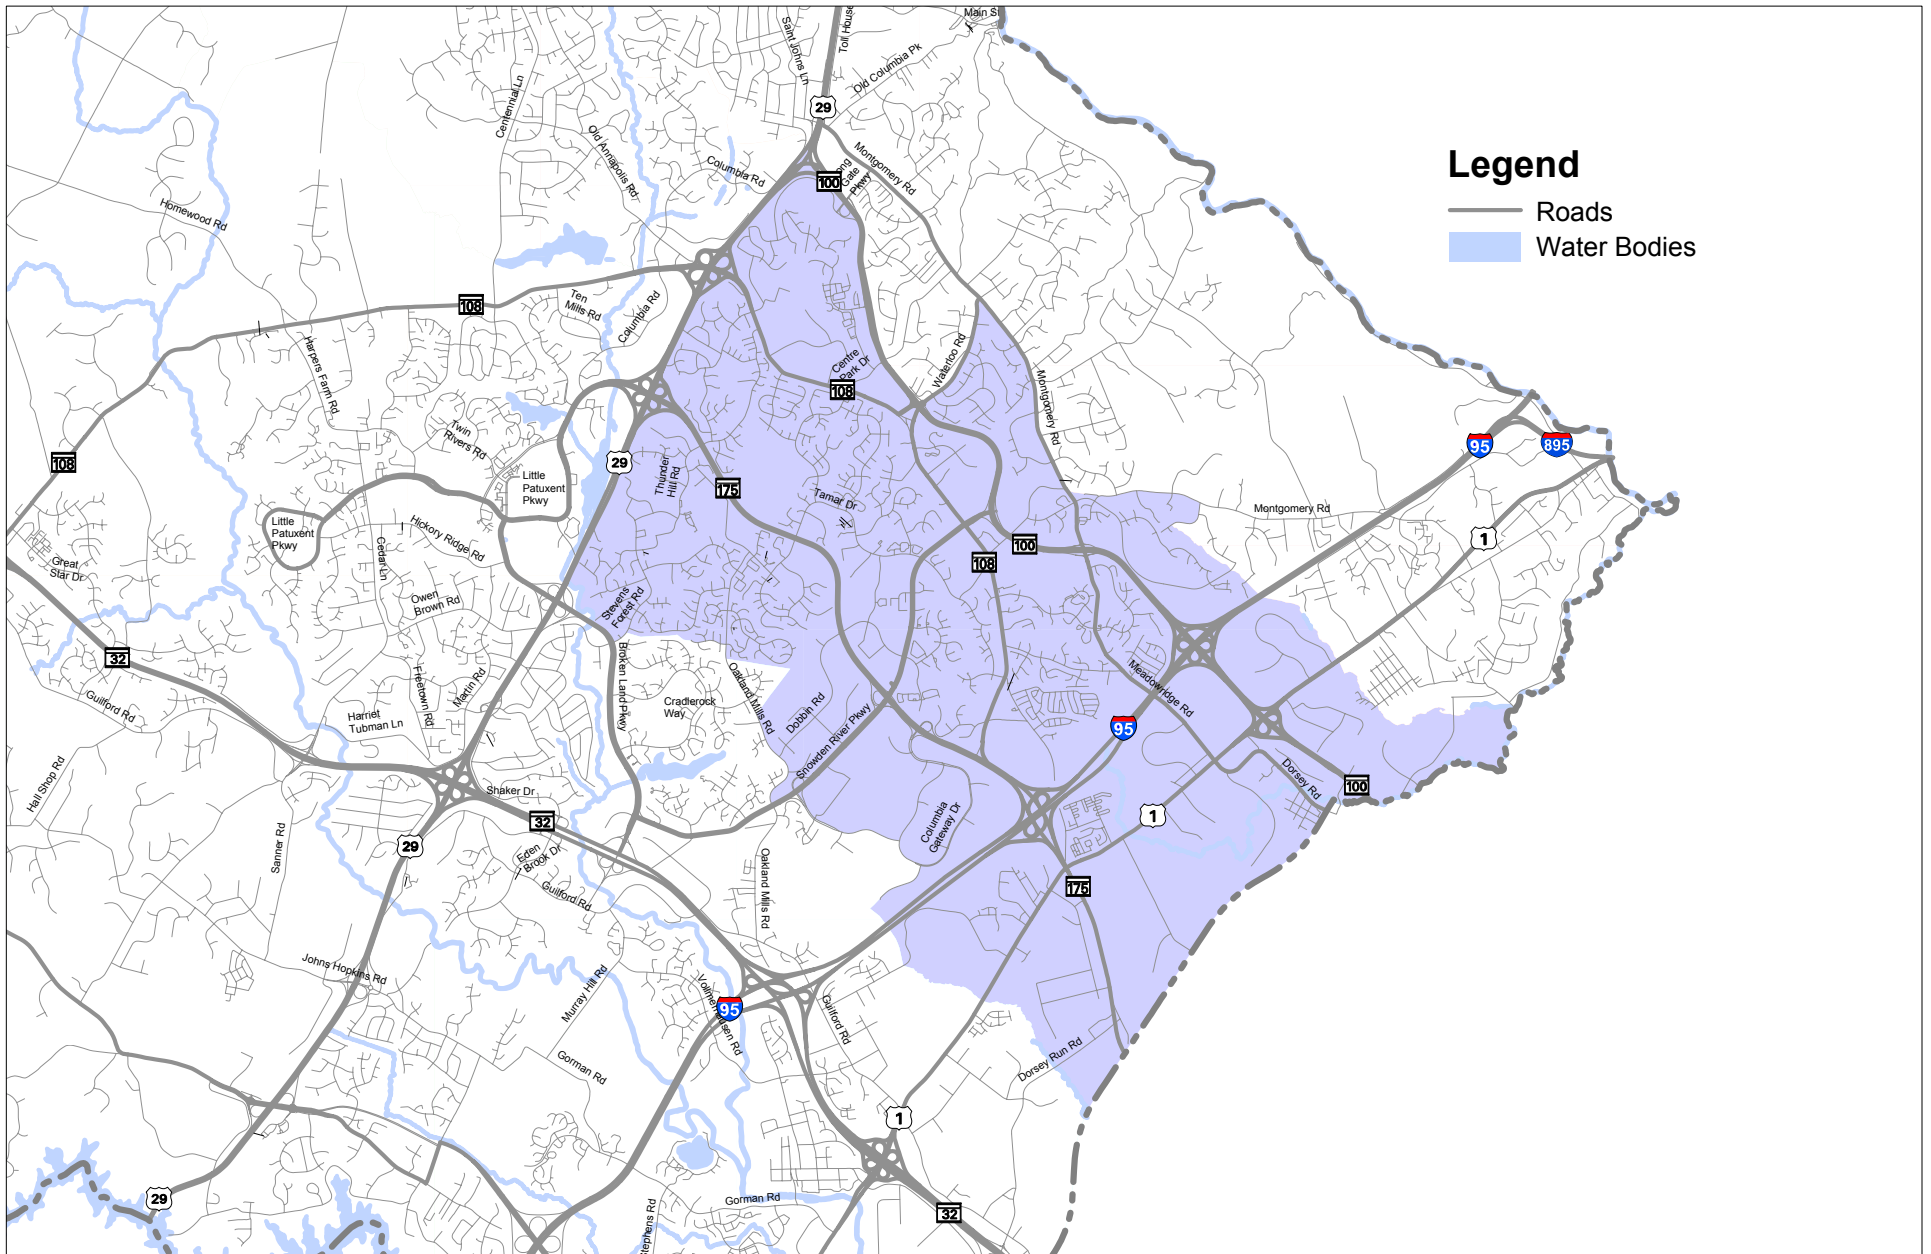 Main St
Saint Johns Ln
Toll House
Old Columbia Pk
Centennial Ln
29
Old Annapolis Rd
Columbia Rd
Montgomery Rd
100
Long
Gate
Pkwy
Legend
Roads
Water Bodies
Homewood Rd
108
Ten
Mills Rd
Columbia Rd
Harpers Farm Rd
Centre
Park Dr
108
Waterloo Rd
Montgomery Rd
Twin
Rivers Rd
108
29
95
895
Little
Patuxent
Pkwy
Thunder
Hill Rd
175
Tamar Dr
Montgomery Rd
Little
Patuxent
Pkwy
Hickory Ridge Rd
Cedar Ln
1
100
108
Great
Star Dr
Owen
Brown Rd
Stevens
Forest Rd
32
Broken Land Pkwy
Freetown Rd
Martin Rd
Oakland Mills Rd
Cradlerock
Way
Dobbin Rd
Snowden River Pkwy
Meadowridge Rd
Guilford Rd
Harriet
Tubman Ln
95
Hall Shop Rd
Shaker Dr
32
Dorsey Rd
100
Columbia
Gateway Dr
1
Sanner Rd
29
Eden
Brook Dr
Guilford Rd
Oakland Mills Rd
175
Johns Hopkins Rd
Murray Hill Rd
Vollmerhausen Rd
95
Guilford Rd
Gorman Rd
Dorsey Run Rd
1
29
Gorman Rd
Stephens Rd
32